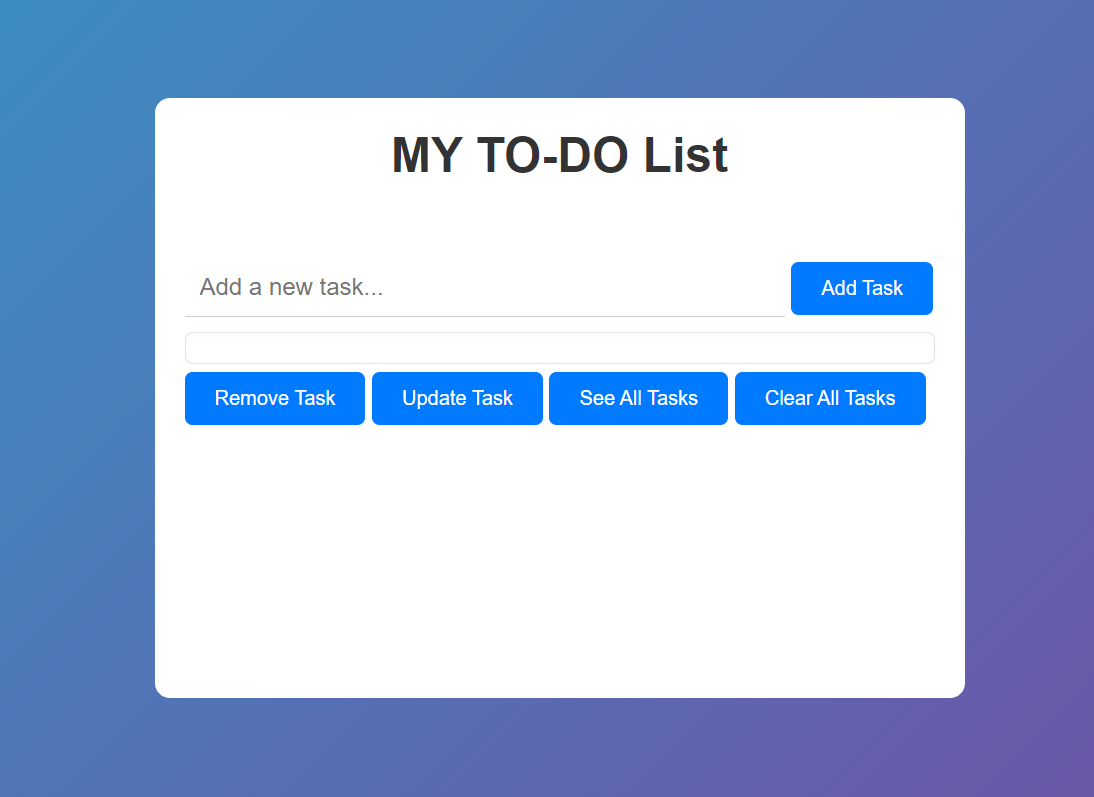 MY TO-DO List
Add a new task...
Add Task
Remove Task
Update Task
See All Tasks
Clear All Tasks